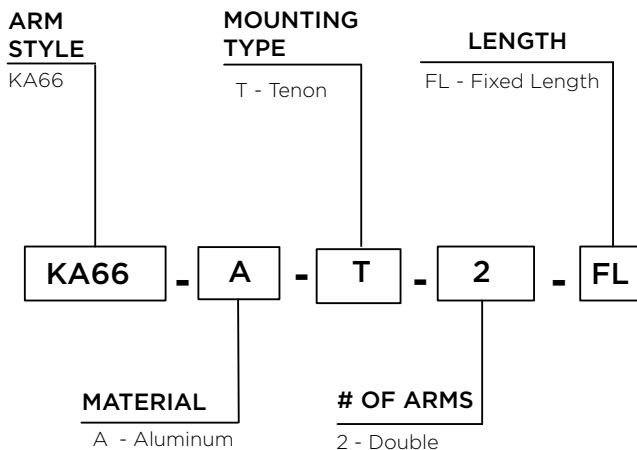 ARM
STYLE
KA66
MOUNTING
TYPE
T - Tenon
LENGTH
FL - Fixed Length
KA66 - A - T - 2 - FL
MATERIAL
A - Aluminum
# OF ARMS
2 - Double